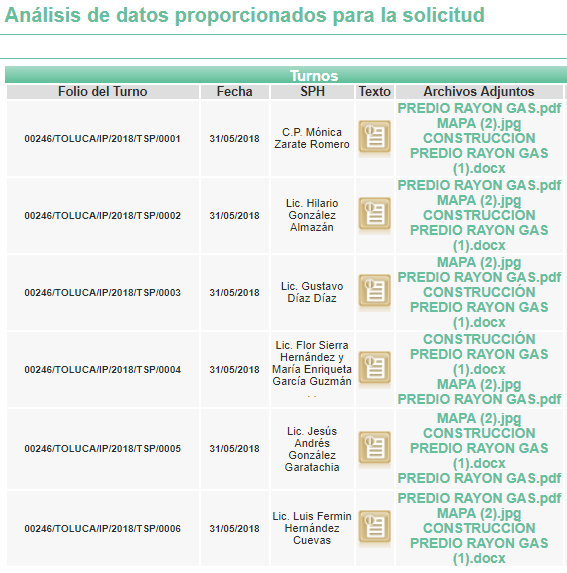 Análisis de datos proporcionados para la solicitud
Turnos
Folio del Turno Fecha SPH Texto Archivos Adjuntos
00246/TOLUCA/IP/2018/TSP/0001 31/05/2018 C.P. Mónica
Zarate Romero
PREDIO RAYON GAS.pdf
MAPA (2).jpg
CONSTRUCCIÓN
PREDIO RAYON GAS
(1).docx
00246/TOLUCA/IP/2018/TSP/0002 31/05/2018 Lic. Hilario
González
Almazán
PREDIO RAYON GAS.pdf
MAPA (2).jpg
CONSTRUCCIÓN
PREDIO RAYON GAS
(1).docx
00246/TOLUCA/IP/2018/TSP/0003 31/05/2018 Lic. Gustavo
Díaz Díaz
MAPA (2).jpg
PREDIO RAYON GAS.pdf
CONSTRUCCIÓN
PREDIO RAYON GAS
(1).docx
00246/TOLUCA/IP/2018/TSP/0004 31/05/2018 Lic. Flor Sierra
Hernández y
María Enriqueta
García Guzmán
. .
CONSTRUCCIÓN
PREDIO RAYON GAS
(1).docx
MAPA (2).jpg
PREDIO RAYON GAS.pdf
00246/TOLUCA/IP/2018/TSP/0005 31/05/2018 Lic. Jesús
Andrés
González
Garatachia
MAPA (2).jpg
CONSTRUCCIÓN
PREDIO RAYON GAS
(1).docx
PREDIO RAYON GAS.pdf
00246/TOLUCA/IP/2018/TSP/0006 31/05/2018 Lic. Luis Fermin
Hernández
Cuevas
PREDIO RAYON GAS.pdf
MAPA (2).jpg
CONSTRUCCIÓN
PREDIO RAYON GAS
(1).docx